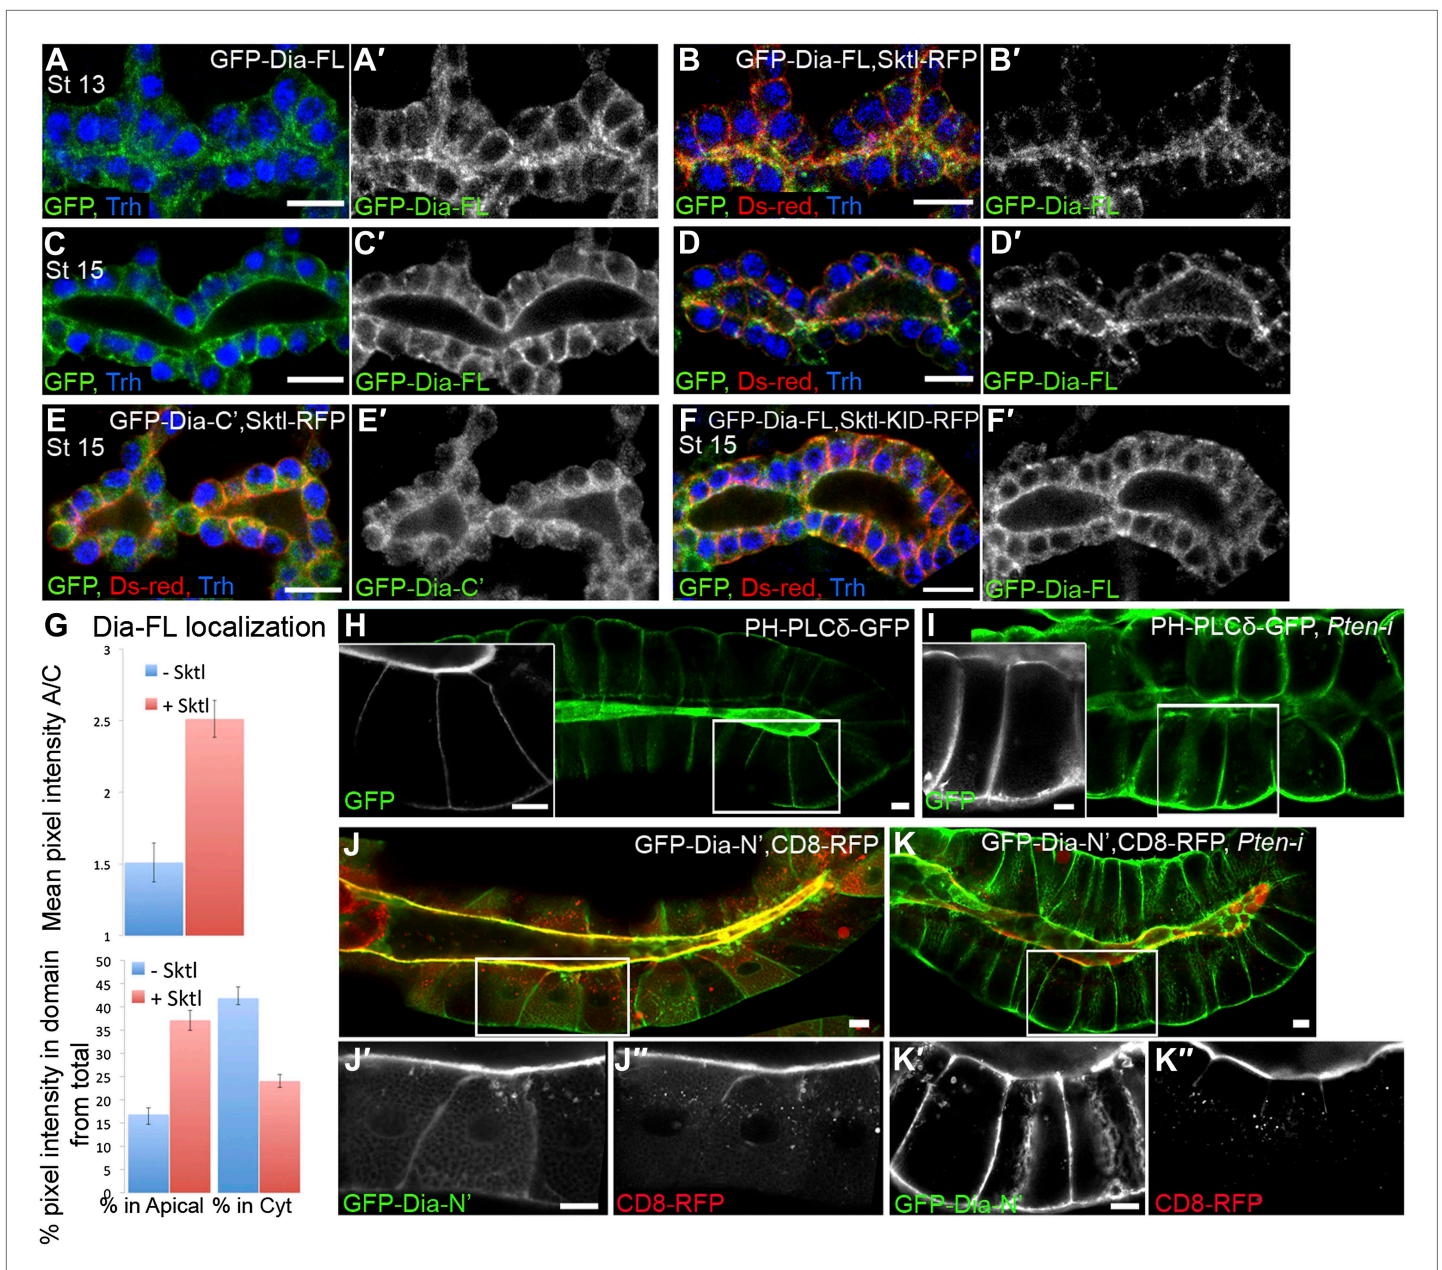 A GFP-Dia-FL
St 13
GFP, Trh
A′
GFP-Dia-FL
B GFP-Dia-FL,Sktl-RFP
GFP, Ds-red, Trh
B′
GFP-Dia-FL
C
St 15
GFP, Trh
C′
GFP-Dia-FL
D
GFP, Ds-red, Trh
D′
GFP-Dia-FL
E GFP-Dia-C’,Sktl-RFP
St 15
GFP, Ds-red, Trh
E′
GFP-Dia-C’
F GFP-Dia-FL,Sktl-KID-RFP
St 15
GFP, Ds-red, Trh
F′
GFP-Dia-FL
G Dia-FL localization
Mean pixel intensity A/C
3
2.5
2
1.5
1
- Sktl
+ Sktl
% pixel intensity in domain
from total
50
45
40
35
30
25
20
15
10
5
0
- Sktl
+ Sktl
% in Apical % in Cyt
H PH-PLCδ-GFP
GFP
I PH-PLCδ-GFP, Pten-i
GFP
J GFP-Dia-N’,CD8-RFP
K GFP-Dia-N’,CD8-RFP, Pten-i
J′
GFP-Dia-N’
J″
CD8-RFP
K′
GFP-Dia-N’
K″
CD8-RFP